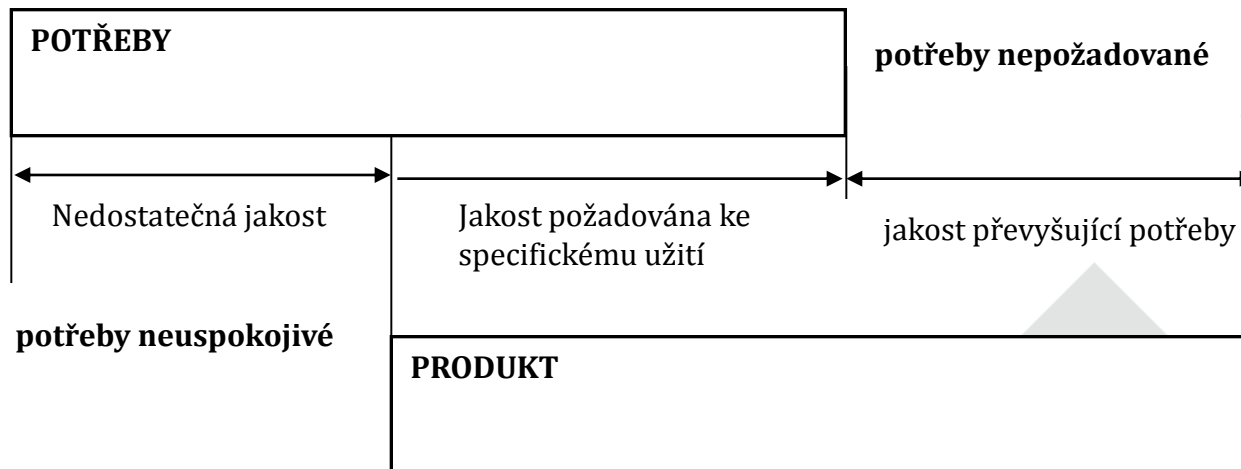 POTŘEBY
potřeby nepožadované
Nedostatečná jakost
Jakost požadována ke
specifickému užití
jakost převyšující potřeby
potřeby neuspokojivé
PRODUKT